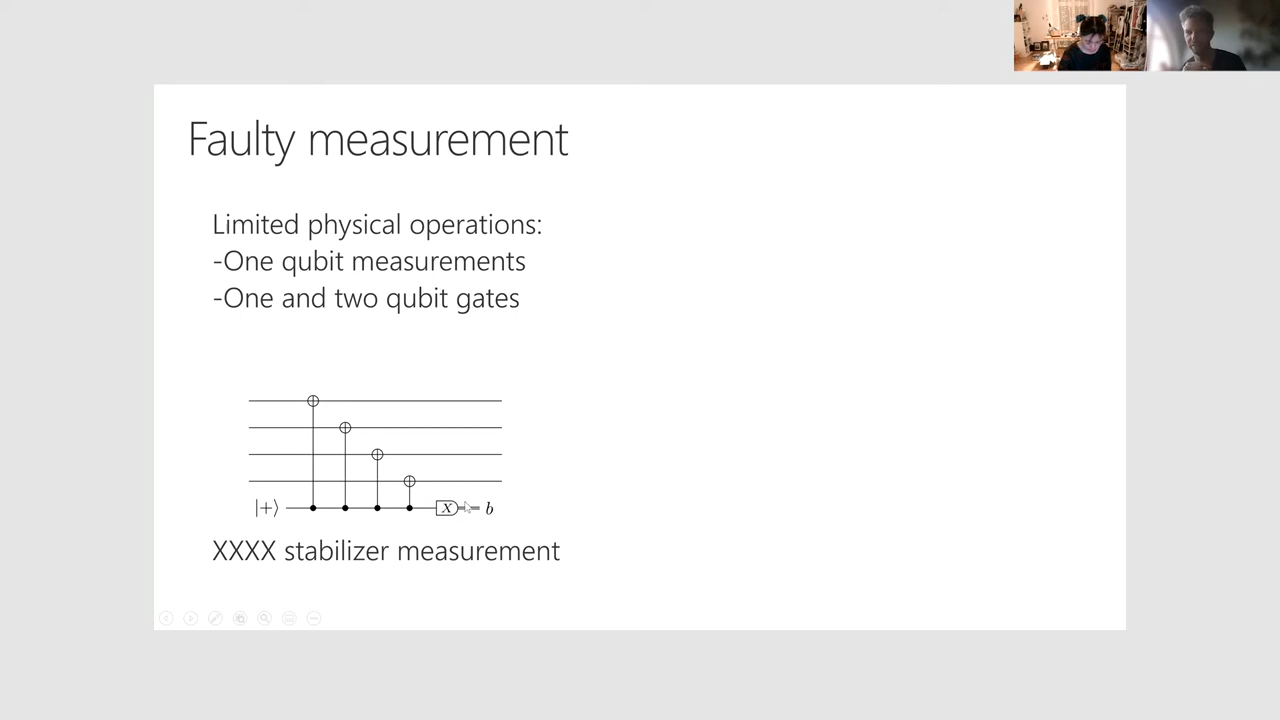 Faulty measurement
Limited physical operations:
-One qubit measurements
-One and two qubit gates
|+⟩
X
b
XXXX stabilizer measurement